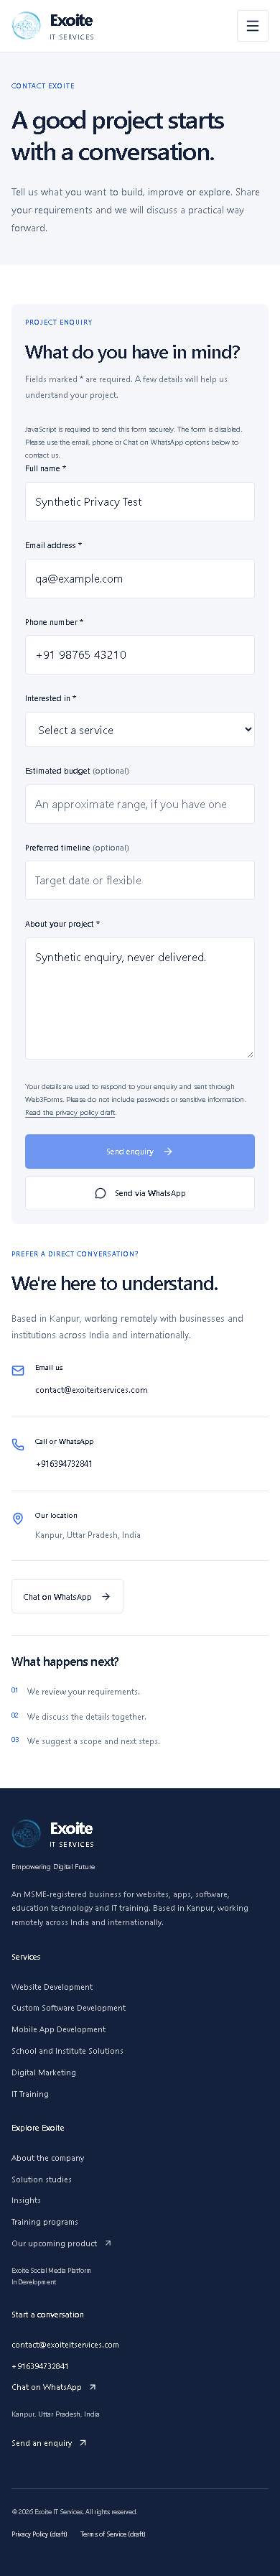 Exoite
IT SERVICES
CONTACT EXOITE
A good project starts
with a conversation.
Tell us what you want to build, improve or explore. Share
your requirements and we will discuss a practical way
forward.
PROJECT ENQUIRY
What do you have in mind?
Fields marked * are required. A few details will help us
understand your project.
JavaScript is required to send this form securely. The form is disabled.
Please use the email, phone or Chat on WhatsApp options below to
contact us.
Full name *
Synthetic Privacy Test
Email address *
qa@example.com
Phone number *
+91 98765 43210
Interested in *
Select a service
Estimated budget (optional)
An approximate range, if you have one
Preferred timeline (optional)
Target date or flexible
About your project *
Synthetic enquiry, never delivered.
Your details are used to respond to your enquiry and sent through
Web3Forms. Please do not include passwords or sensitive information.
Read the privacy policy draft.
Send enquiry
Send via WhatsApp
PREFER A DIRECT CONVERSATION?
We're here to understand.
Based in Kanpur, working remotely with businesses and
institutions across India and internationally.
Email us
contact@exoiteitservices.com
Call or WhatsApp
+916394732841
Our location
Kanpur, Uttar Pradesh, India
Chat on WhatsApp
What happens next?
01 We review your requirements.
02 We discuss the details together.
03 We suggest a scope and next steps.
Exoite
IT SERVICES
Empowering Digital Future
An MSME-registered business for websites, apps, software,
education technology and IT training. Based in Kanpur, working
remotely across India and internationally.
Services
Website Development
Custom Software Development
Mobile App Development
School and Institute Solutions
Digital Marketing
IT Training
Explore Exoite
About the company
Solution studies
Insights
Training programs
Our upcoming product
Exoite Social Media Platform
In Development
Start a conversation
contact@exoiteitservices.com
+916394732841
Chat on WhatsApp
Kanpur, Uttar Pradesh, India
Send an enquiry
© 2026 Exoite IT Services. All rights reserved.
Privacy Policy (draft) Terms of Service (draft)